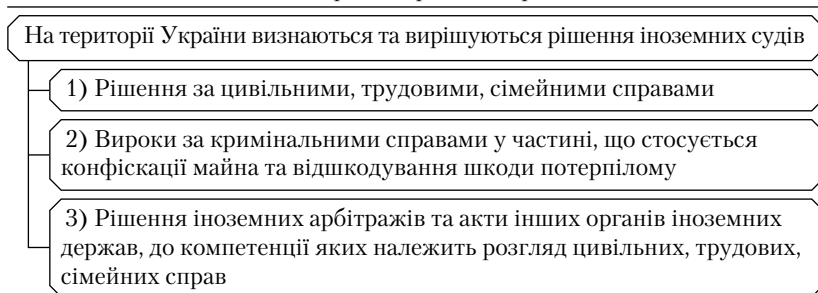 На території України визнаються та вирішуються рішення іноземних судів
1) Рішення за цивільними, трудовими, сімейними справами
2) Вироки за кримінальними справами у частині, що стосується
конфіскації майна та відшкодування шкоди потерпілому
3) Рішення іноземних арбітражів та акти інших органів іноземних
держав, до компетенції яких належить розгляд цивільних, трудових,
сімейних справ